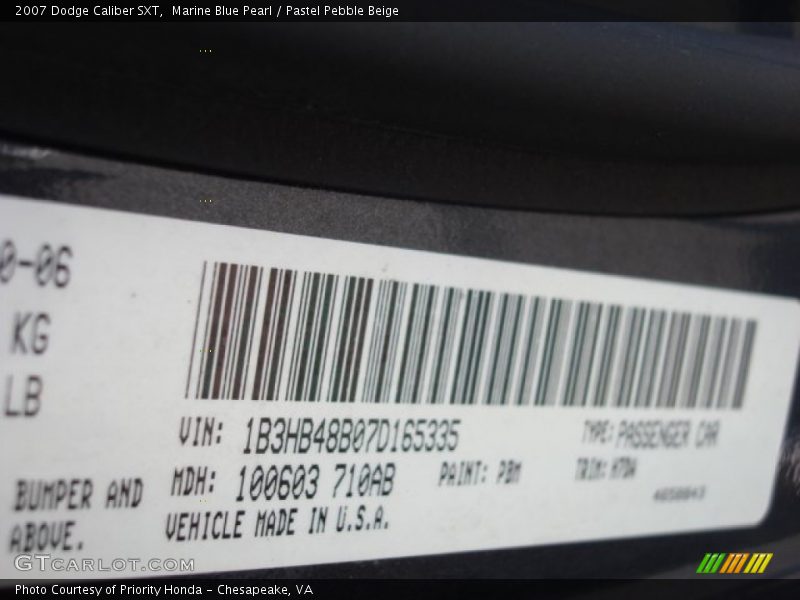 2007 Dodge Caliber SXT,  Marine Blue Pearl / Pastel Pebble Beige
0-06
KG
LB
VIN: 1B3HB48B07D165335
TYPE: PASSENGER CAR
MDH: 100603 710AB
PAINT: PBM
TRIM:
BUMPER AND
VEHICLE MADE IN U.S.A.
ABOVE.
GTCARLOT.COM
Photo Courtesy of Priority Honda - Chesapeake, VA